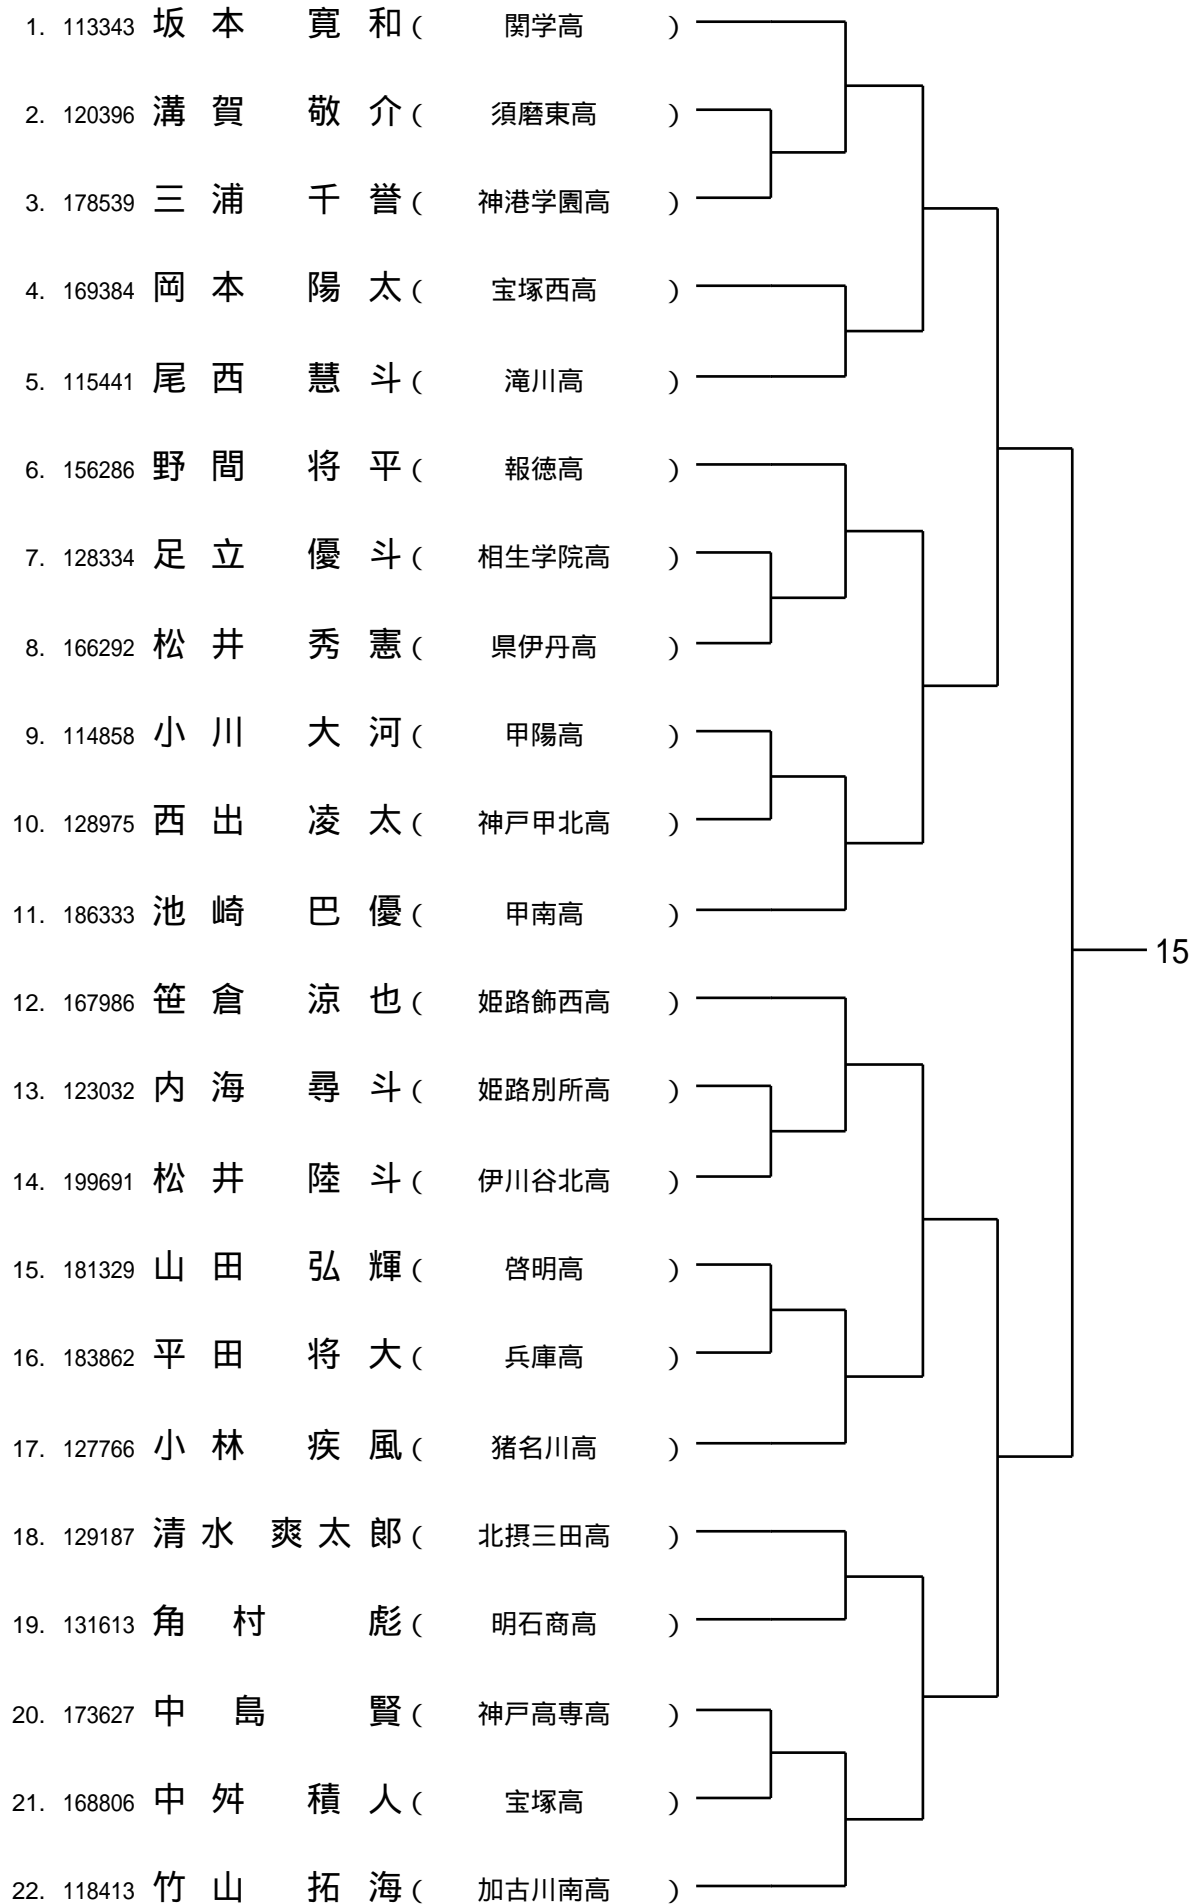 1. 113343 坂本 寛和 ( 関学高 )
2. 120396 溝賀 敬介 ( 須磨東高 )
3. 178539 三浦 千誉 ( 神港学園高 )
4. 169384 岡本 陽太 ( 宝塚西高 )
5. 115441 尾西 慧斗 ( 滝川高 )
6. 156286 野間 将平 ( 報徳高 )
7. 128334 足立 優斗 ( 相生学院高 )
8. 166292 松井 秀憲 ( 県伊丹高 )
9. 114858 小川 大河 ( 甲陽高 )
10. 128975 西出 凌太 ( 神戸甲北高 )
11. 186333 池崎 巴優 ( 甲南高 )
15
12. 167986 笹倉 涼也 ( 姫路飾西高 )
13. 123032 内海 尋斗 ( 姫路別所高 )
14. 199691 松井 陸斗 ( 伊川谷北高 )
15. 181329 山田 弘輝 ( 啓明高 )
16. 183862 平田 将大 ( 兵庫高 )
17. 127766 小林 疾風 ( 猪名川高 )
18. 129187 清水 爽太郎 ( 北摂三田高 )
19. 131613 角村 彪 ( 明石商高 )
20. 173627 中島 賢 ( 神戸高専高 )
21. 168806 中舛 積人 ( 宝塚高 )
22. 118413 竹山 拓海 ( 加古川南高 )